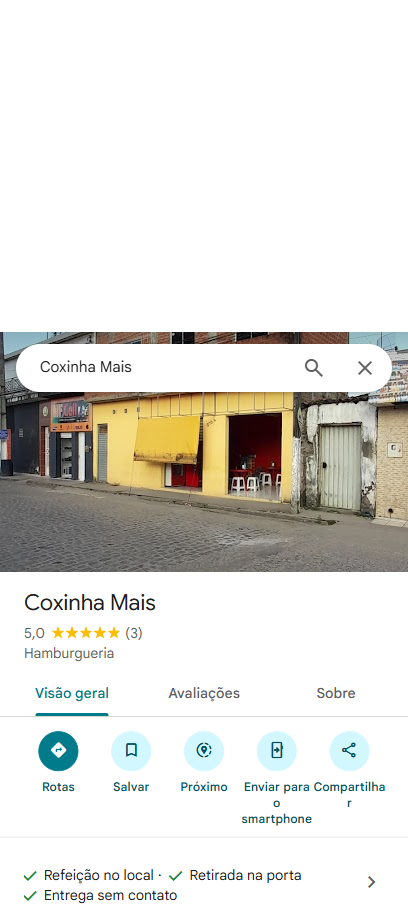 Coxinha Mais
Coxinha Mais
5,0 (3)
Hamburgueria
Visão geral
Avaliações
Sobre
Rotas
Salvar
Próximo
Enviar para o smartphone
Compartilhar
Refeição no local ·
Retirada na porta
Entrega sem contato